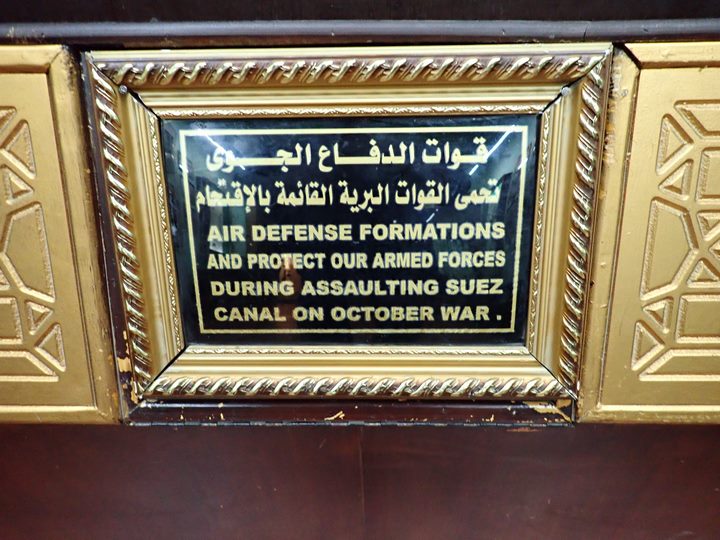 قوات الدفاع الجوى
تحمى القوات البرية القائمة بالإقتحام
AIR DEFENSE FORMATIONS
AND PROTECT OUR ARMED FORCES
DURING ASSAULTING SUEZ
CANAL ON OCTOBER WAR .